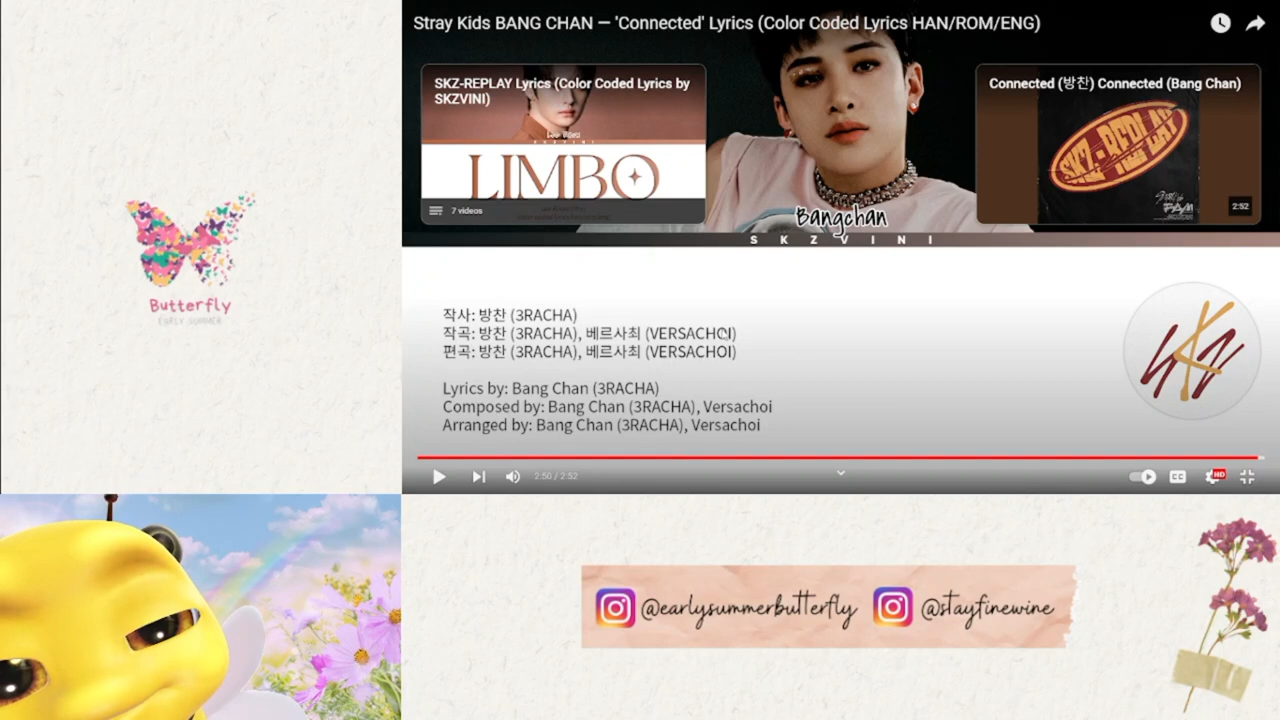 Stray Kids BANG CHAN — 'Connected' Lyrics (Color Coded Lyrics HAN/ROM/ENG)
SKZ-REPLAY Lyrics (Color Coded Lyrics by
SKZVINI)
LIMBO
7 videos
Connected (방찬) Connected (Bang Chan)
SKZ-REPLAY
2:52
Bangchan
SKZVINI
작사: 방찬 (3RACHA)
작곡: 방찬 (3RACHA), 베르사최 (VERSACHOI)
편곡: 방찬 (3RACHA), 베르사최 (VERSACHOI)
Lyrics by: Bang Chan (3RACHA)
Composed by: Bang Chan (3RACHA), Versachoi
Arranged by: Bang Chan (3RACHA), Versachoi
SKZ
2:50 / 2:52
CC
HD
Butterfly
EARLY SUMMER
@earlysummerbutterfly
@stayfinewine